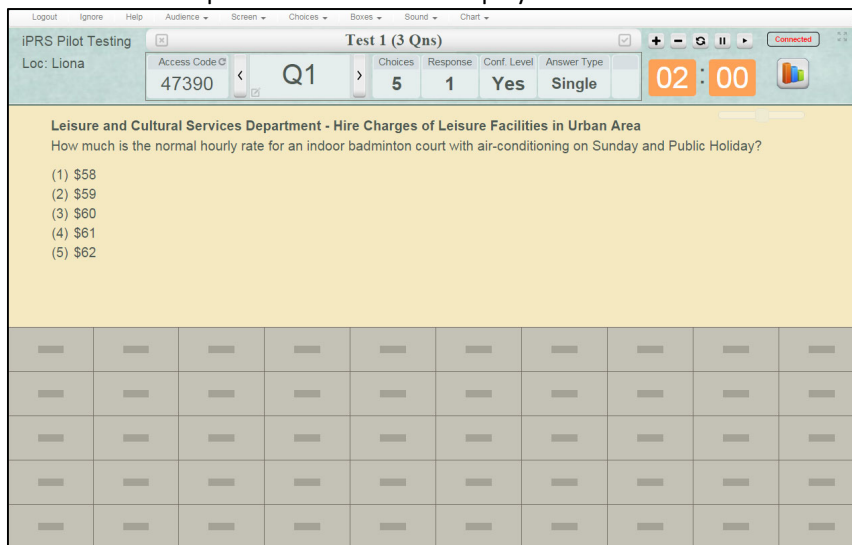 Logout Ignore Help Audience Screen Choices Boxes Sound Chart
iPRS Pilot Testing Test 1 (3 Qns) Connected
Loc: Liona Access Code Choices Response Conf. Level Answer Type
47390 Q1 5 1 Yes Single 02 : 00
Leisure and Cultural Services Department - Hire Charges of Leisure Facilities in Urban Area
How much is the normal hourly rate for an indoor badminton court with air-conditioning on Sunday and Public Holiday?
(1) $58
(2) $59
(3) $60
(4) $61
(5) $62